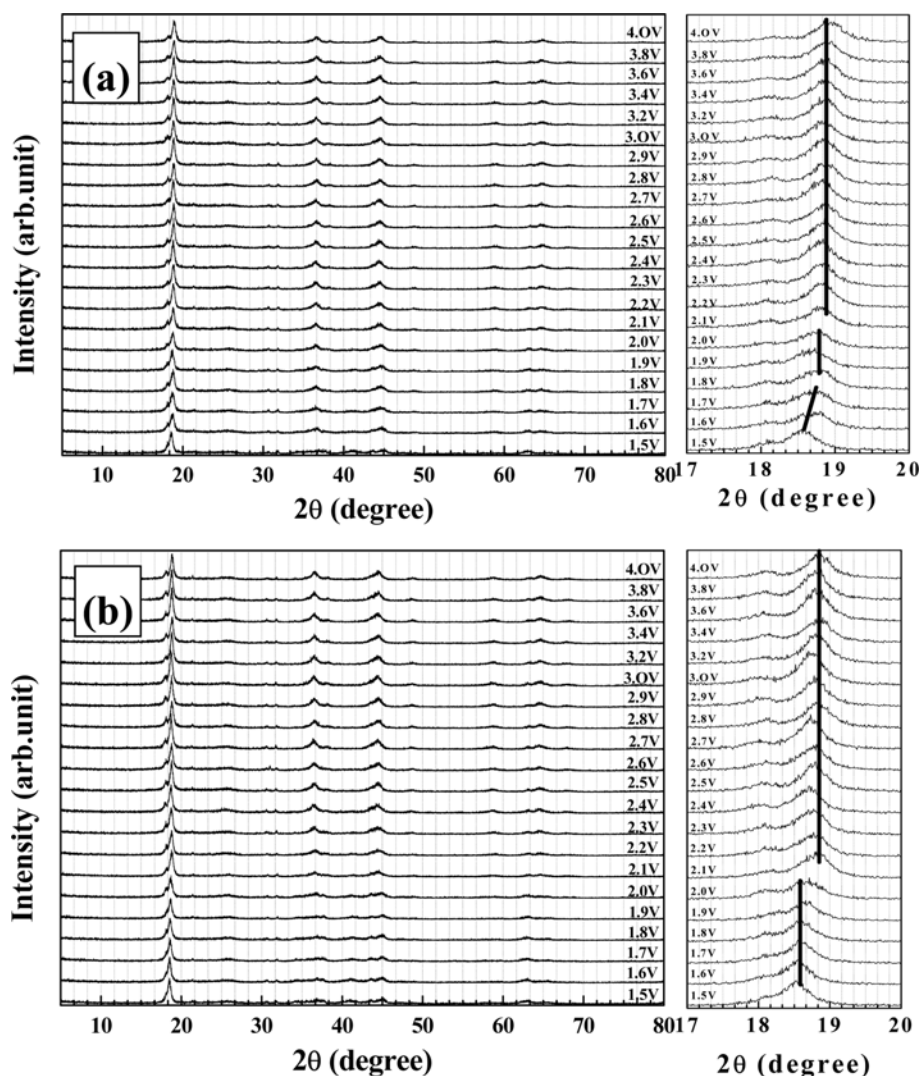 (a)
Intensity (arb.unit)
4.OV
3.8V
3.6V
3.4V
3.2V
3.OV
2.9V
2.8V
2.7V
2.6V
2.5V
2.4V
2.3V
2.2V
2.1V
2.0V
1.9V
1.8V
1.7V
1.6V
1.5V
10 20 30 40 50 60 70 80
2θ (degree)
4.0V
3.8V
3.6V
3.4V
3.2V
3.0V
2.9V
2.8V
2.7V
2.6V
2.5V
2.4V
2.3V
2.2V
2.1V
2.0V
1.9V
1.8V
1.7V
1.6V
1.5V
17 18 19 20
2θ (degree)
(b)
Intensity (arb.unit)
4.OV
3.8V
3.6V
3.4V
3.2V
3.OV
2.9V
2.8V
2.7V
2.6V
2.5V
2.4V
2.3V
2.2V
2.1V
2.0V
1.9V
1.8V
1.7V
1.6V
1.5V
10 20 30 40 50 60 70 80
2θ (degree)
4.0V
3.8V
3.6V
3.4V
3.2V
3.0V
2.9V
2.8V
2.7V
2.6V
2.5V
2.4V
2.3V
2.2V
2.1V
2.0V
1.9V
1.8V
1.7V
1.6V
1.5V
17 18 19 20
2θ (degree)